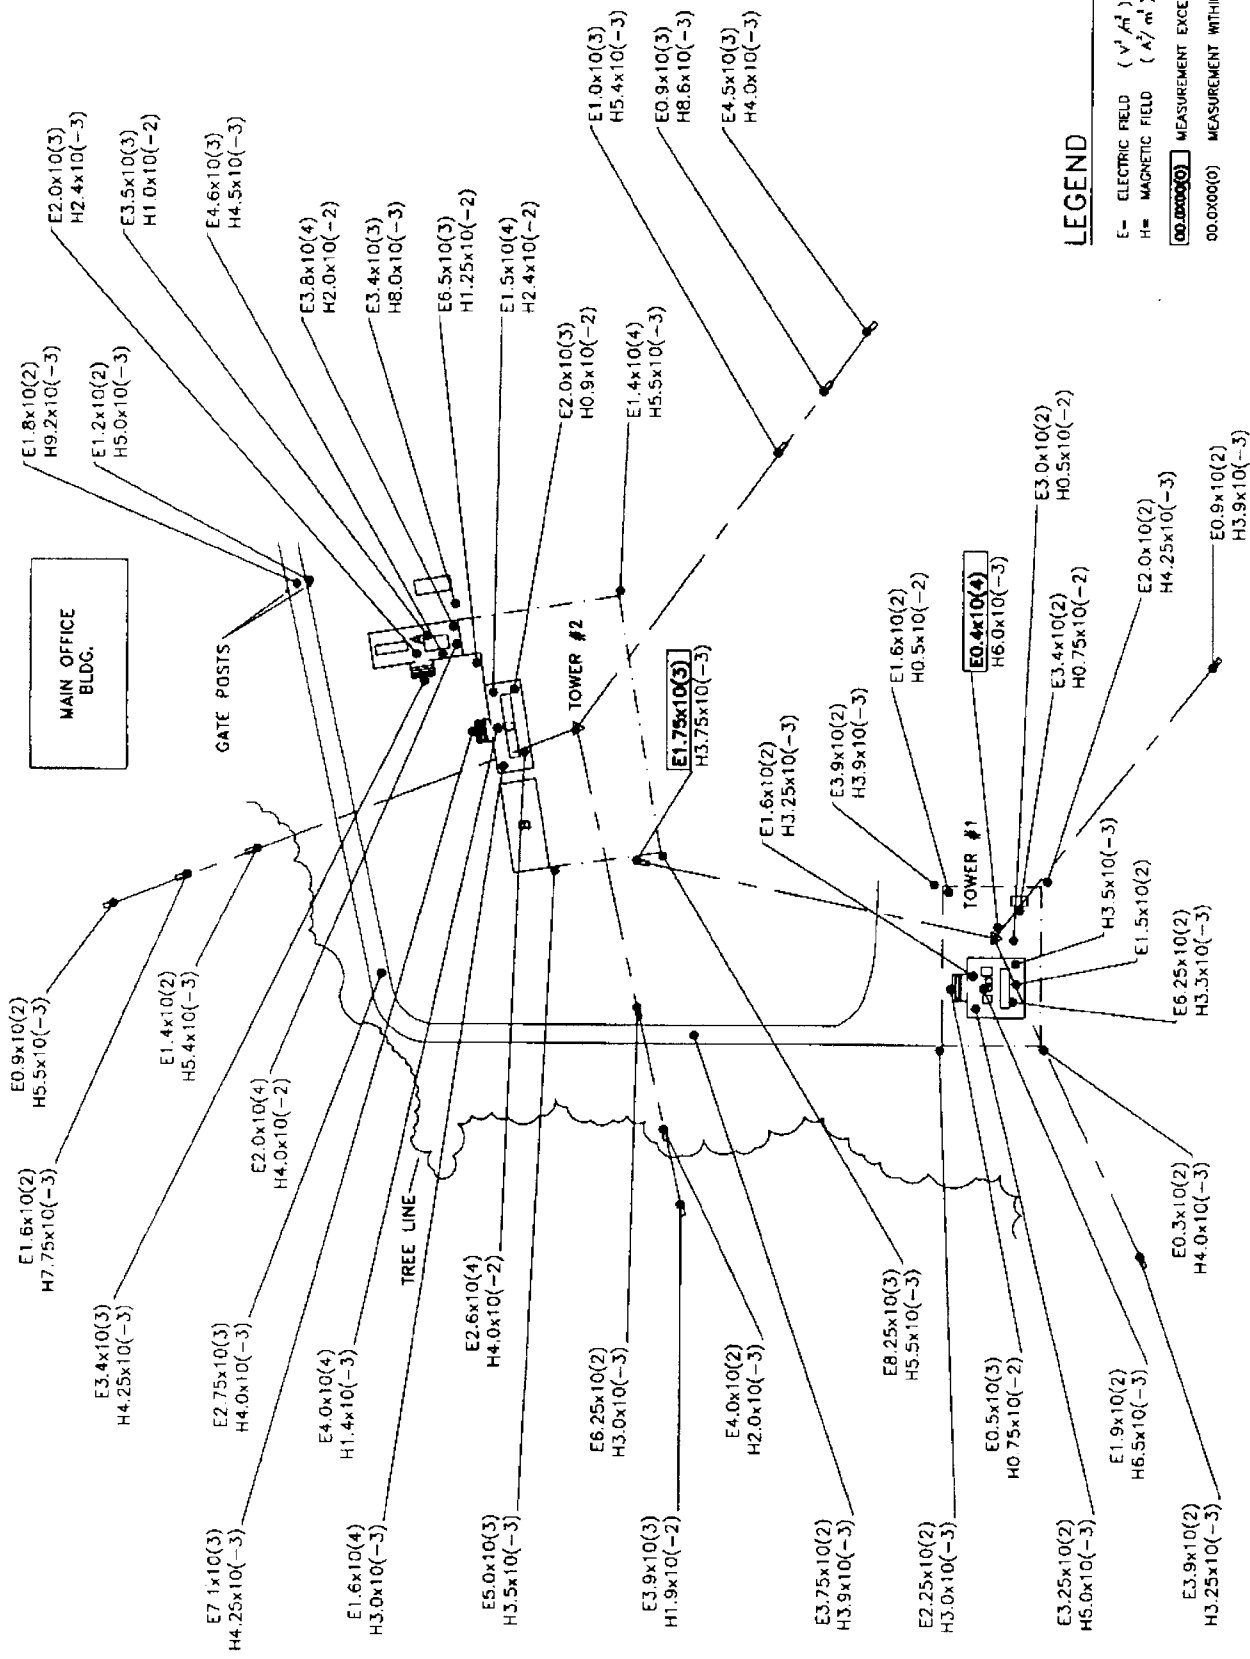 E1.6x10(2)
H7.75x10(-3)
E0.9x10(2)
H5.5x10(-3)
MAIN OFFICE
BLDG.
E1.8x10(2)
H9.2x10(-3)
E2.0x10(3)
H2.4x10(-3)
E3.4x10(3)
H4.25x10(-3)
E1.4x10(2)
H5.4x10(-3)
E1.2x10(2)
H5.0x10(-3)
E3.5x10(3)
H1.0x10(-2)
E7.1x10(3)
H4.25x10(-3)
E2.75x10(3)
H4.0x10(-3)
E2.0x10(4)
H4.0x10(-2)
GATE POSTS
E4.6x10(3)
H4.5x10(-3)
E4.0x10(4)
H1.4x10(-3)
E3.8x10(4)
H2.0x10(-2)
E1.6x10(4)
H3.0x10(-3)
TREE LINE
A
E3.4x10(3)
H8.0x10(-3)
E6.5x10(3)
H1.25x10(-2)
E5.0x10(3)
H3.5x10(-3)
E2.6x10(4)
H4.0x10(-2)
B
C
E1.5x10(4)
H2.4x10(-2)
TOWER #2
E2.0x10(3)
H0.9x10(-2)
E6.25x10(2)
H3.0x10(-3)
E1.4x10(4)
H5.5x10(-3)
E1.0x10(3)
H5.4x10(-3)
E3.9x10(3)
H1.9x10(-2)
E1.75x10(3)
H3.75x10(-3)
E0.9x10(3)
H8.6x10(-3)
E4.0x10(2)
H2.0x10(-3)
E4.5x10(3)
H4.0x10(-3)
E3.75x10(2)
H3.9x10(-3)
E8.25x10(3)
H5.5x10(-3)
E1.6x10(2)
H3.25x10(-3)
E3.9x10(2)
H3.9x10(-3)
E1.6x10(2)
H0.5x10(-2)
E2.25x10(2)
H3.0x10(-3)
E0.5x10(3)
H0.75x10(-2)
TOWER #1
E0.4x10(4)
H6.0x10(-3)
E3.25x10(2)
H5.0x10(-3)
E3.0x10(2)
H0.5x10(-2)
E1.9x10(2)
H6.5x10(-3)
H3.5x10(-3)
E3.4x10(2)
H0.75x10(-2)
E1.5x10(2)
E2.0x10(2)
H4.25x10(-3)
E3.9x10(2)
H3.25x10(-3)
E0.3x10(2)
H4.0x10(-3)
E6.25x10(2)
H3.3x10(-3)
E0.9x10(2)
H3.9x10(-3)
LEGEND
E= ELECTRIC FIELD (V²/m²)
H= MAGNETIC FIELD (A²/m²)
00.0X00(0) MEASUREMENT EXCE
00.0X00(0) MEASUREMENT WITHI